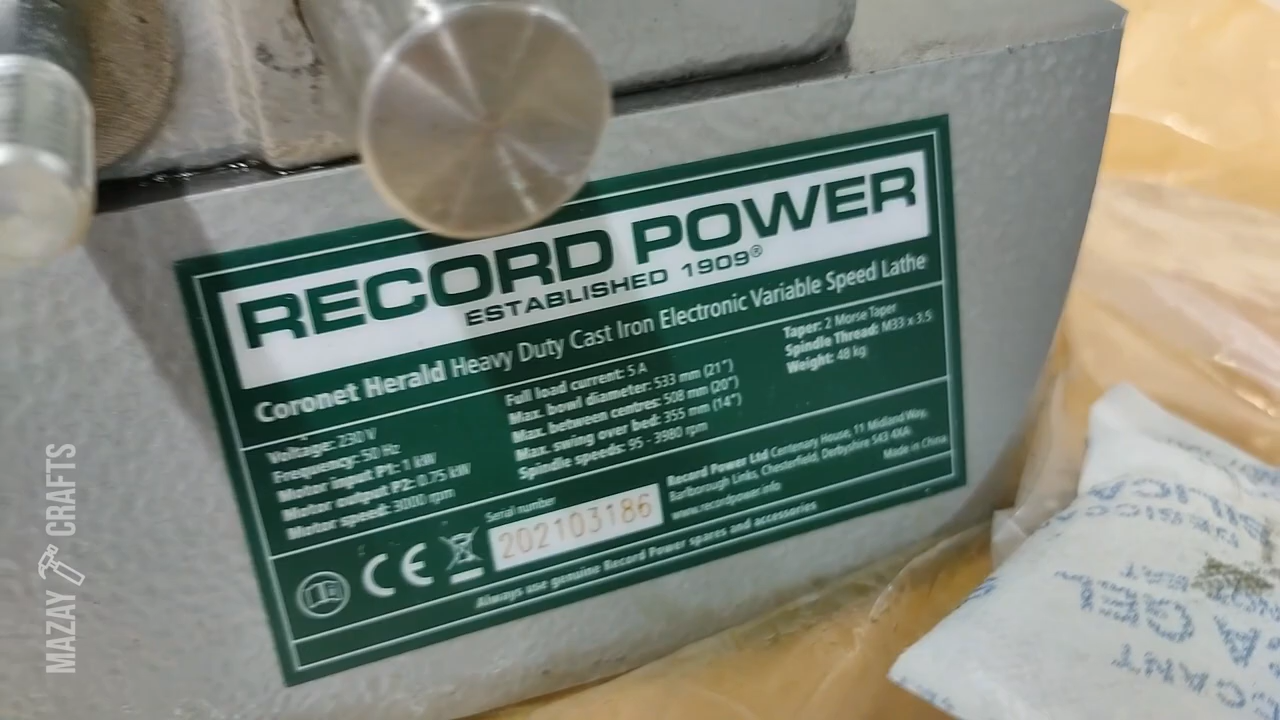 RECORD POWER
ESTABLISHED 1909®
Coronet Herald Heavy Duty Cast Iron Electronic Variable Speed Lathe
Voltage: 230 V
Frequency: 50 Hz
Motor input P1: 1 kW
Motor output P2: 0.75 kW
Motor speed: 3000 rpm
Full load current: 5 A
Max. bowl diameter: 533 mm (21")
Max. between centres: 508 mm (20")
Max. swing over bed: 355 mm (14")
Spindle speeds: 95 - 3980 rpm
Taper: 2 Morse Taper
Spindle Thread: M33 x 3.5
Weight: 48 kg
CE
Serial number
202103186
Record Power Ltd Centenary House, 11 Midland Way,
Barlborough Links, Chesterfield, Derbyshire S43 4XA
www.recordpower.info
Made in China
Always use genuine Record Power spares and accessories
MAZAY CRAFTS